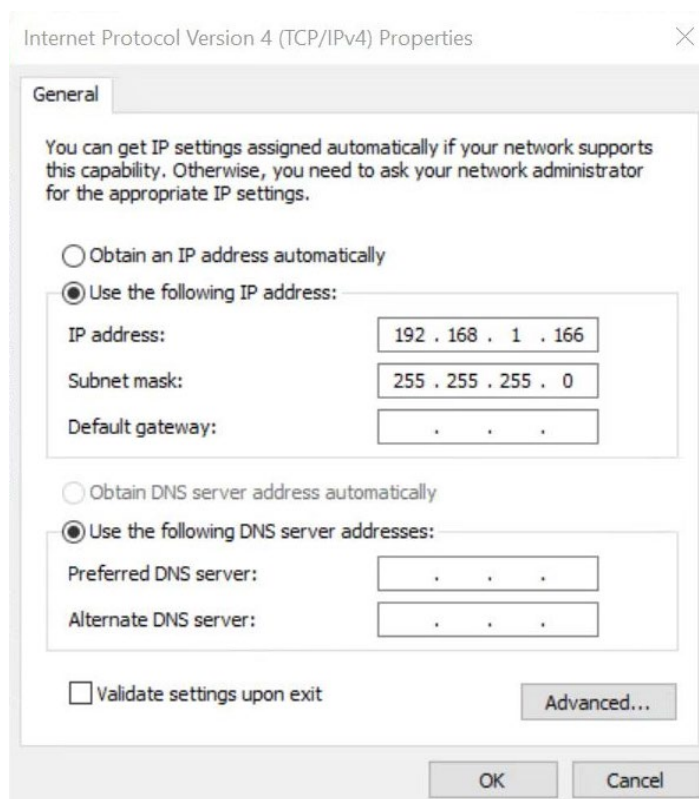 Internet Protocol Version 4 (TCP/IPv4) Properties
General
You can get IP settings assigned automatically if your network supports
this capability. Otherwise, you need to ask your network administrator
for the appropriate IP settings.
Obtain an IP address automatically
Use the following IP address:
IP address: 192 . 168 . 1 . 166
Subnet mask: 255 . 255 . 255 . 0
Default gateway: . . .
Obtain DNS server address automatically
Use the following DNS server addresses:
Preferred DNS server: . . .
Alternate DNS server: . . .
Validate settings upon exit
Advanced...
OK Cancel